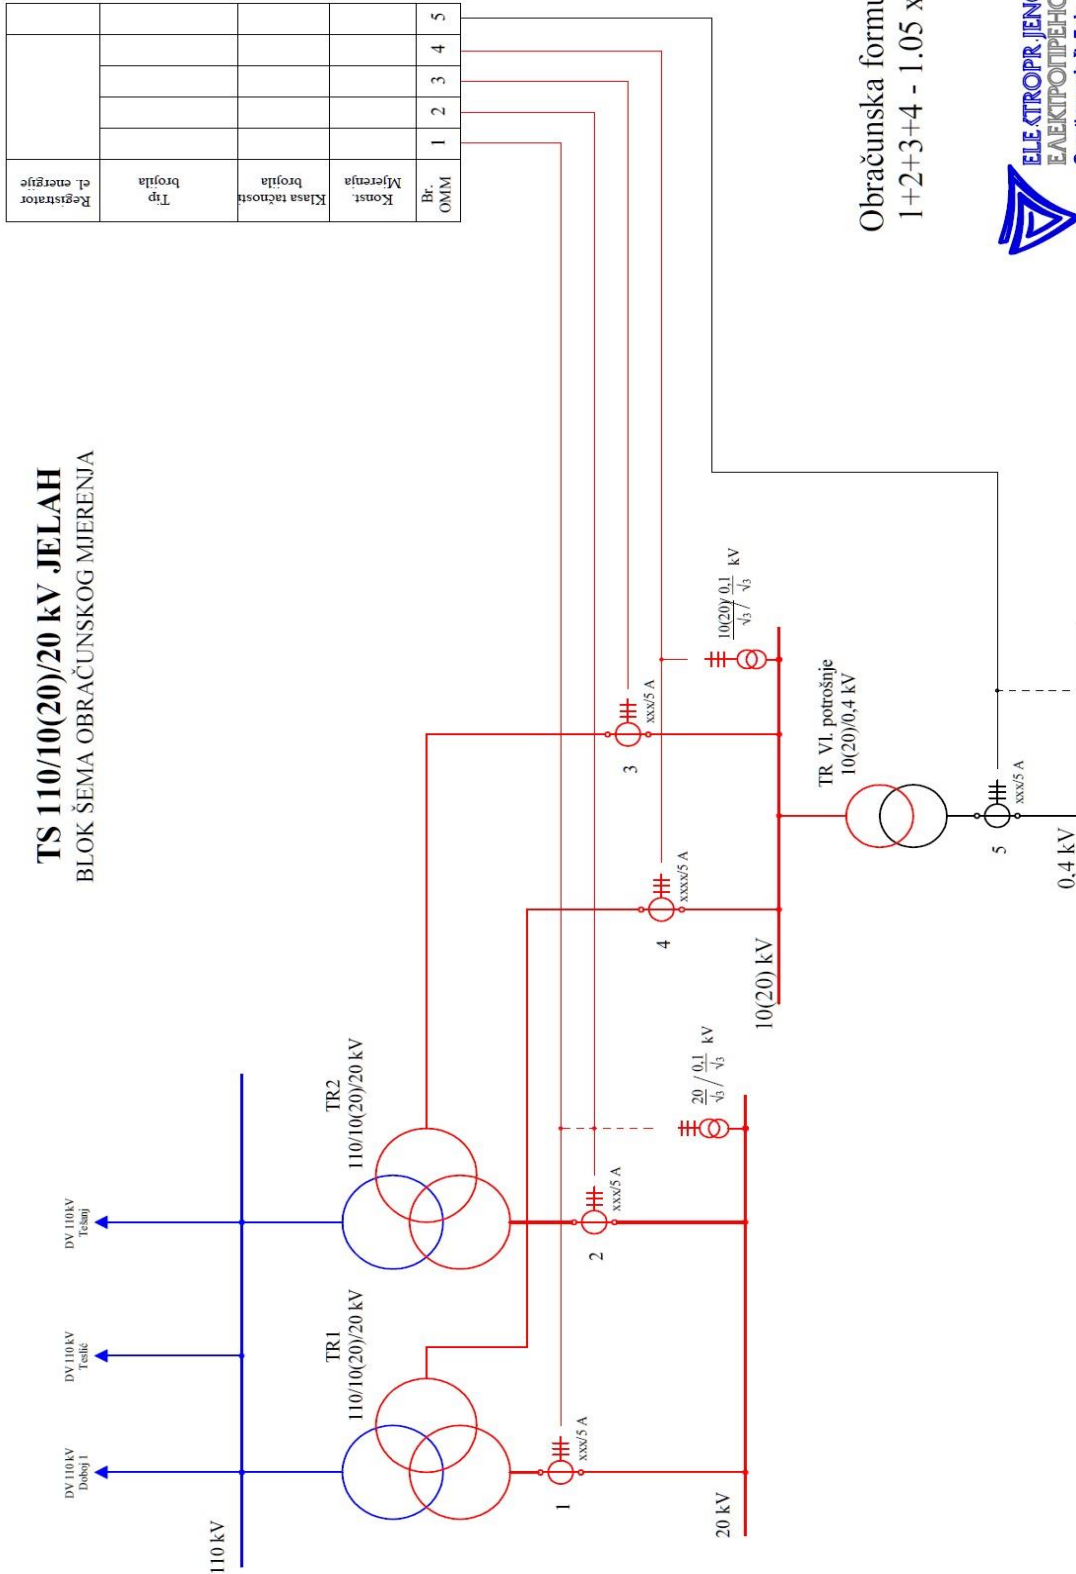 TS 110/10(20)/20 kV JELAH
BLOK ŠEMA OBRAČUNSKOG MJERENJA
DV 110 kV
Doboj 1
DV 110 kV
Teslić
DV 110 kV
Tešanj
110 kV
TR1
110/10(20)/20 kV
TR2
110/10(20)/20 kV
1
xxx/5 A
2
xxx/5 A
3
xxx/5 A
4
xxxx/5 A
20/√3 / 0,1/√3 kV
20 kV
10(20)/√3 / 0,1/√3 kV
10(20) kV
TR Vl. potrošnje
10(20)/0,4 kV
5
xxx/5 A
0,4 kV
Registrator
el. energije
Tip
brojila
Klasa tačnosti
brojila
Konst.
Mjerenja
Br.
OMM
1
2
3
4
5
Obračunska formu
1+2+3+4 - 1.05 x